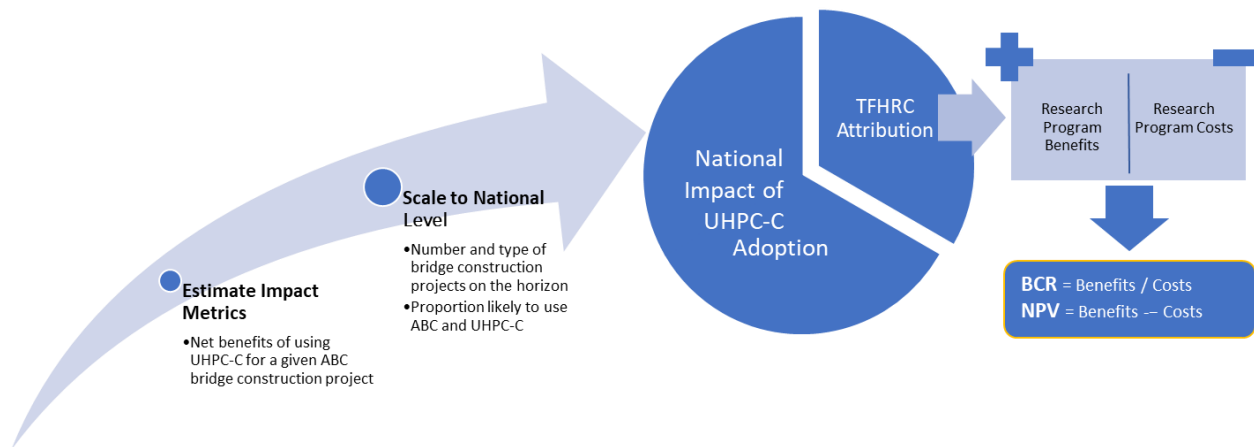 Estimate Impact
Metrics
•Net benefits of using
UHPC-C for a given ABC
bridge construction project
Scale to National
Level
•Number and type of
bridge construction
projects on the horizon
•Proportion likely to use
ABC and UHPC-C
National
Impact of
UHPC-C
Adoption
TFHRC
Attribution
Research
Program
Benefits
Research
Program Costs
BCR = Benefits / Costs
NPV = Benefits -– Costs